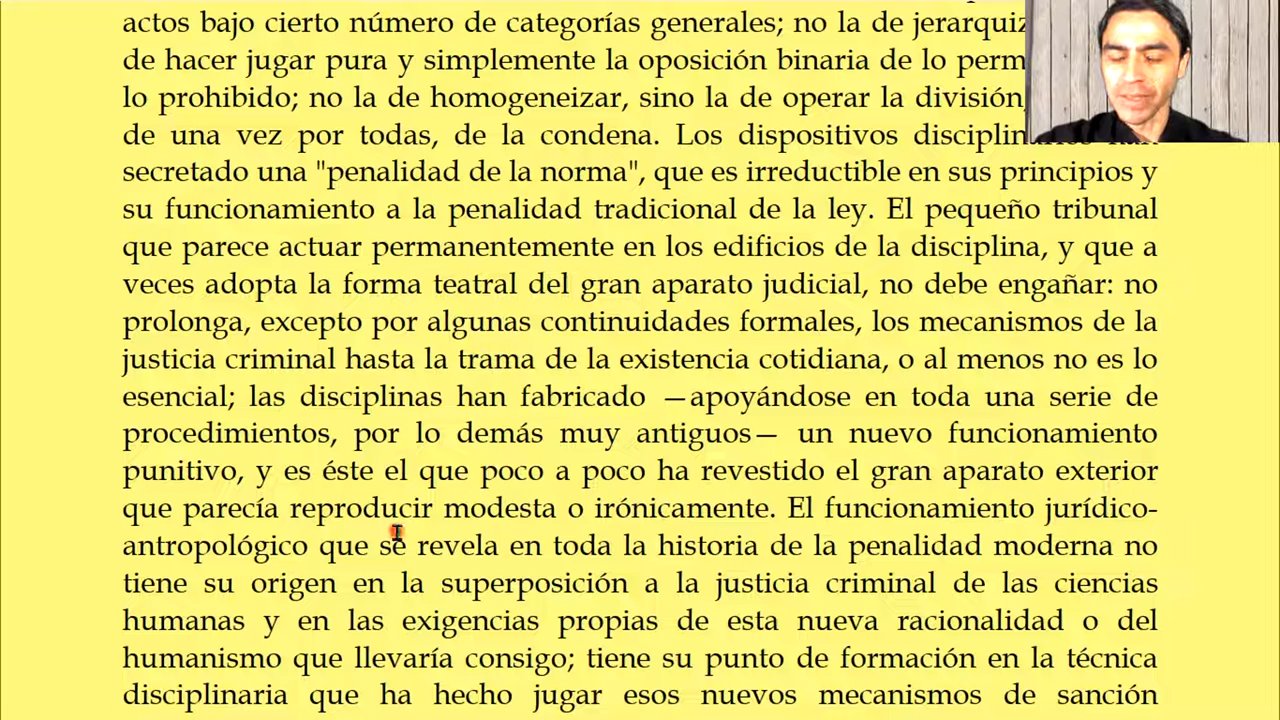 actos bajo cierto número de categorías generales; no la de jerarquiz
de hacer jugar pura y simplemente la oposición binaria de lo perm
lo prohibido; no la de homogeneizar, sino la de operar la división,
de una vez por todas, de la condena. Los dispositivos disciplinarios han
secretado una "penalidad de la norma", que es irreductible en sus principios y
su funcionamiento a la penalidad tradicional de la ley. El pequeño tribunal
que parece actuar permanentemente en los edificios de la disciplina, y que a
veces adopta la forma teatral del gran aparato judicial, no debe engañar: no
prolonga, excepto por algunas continuidades formales, los mecanismos de la
justicia criminal hasta la trama de la existencia cotidiana, o al menos no es lo
esencial; las disciplinas han fabricado —apoyándose en toda una serie de
procedimientos, por lo demás muy antiguos— un nuevo funcionamiento
punitivo, y es éste el que poco a poco ha revestido el gran aparato exterior
que parecía reproducir modesta o irónicamente. El funcionamiento jurídico-
antropológico que se revela en toda la historia de la penalidad moderna no
tiene su origen en la superposición a la justicia criminal de las ciencias
humanas y en las exigencias propias de esta nueva racionalidad o del
humanismo que llevaría consigo; tiene su punto de formación en la técnica
disciplinaria que ha hecho jugar esos nuevos mecanismos de sanción